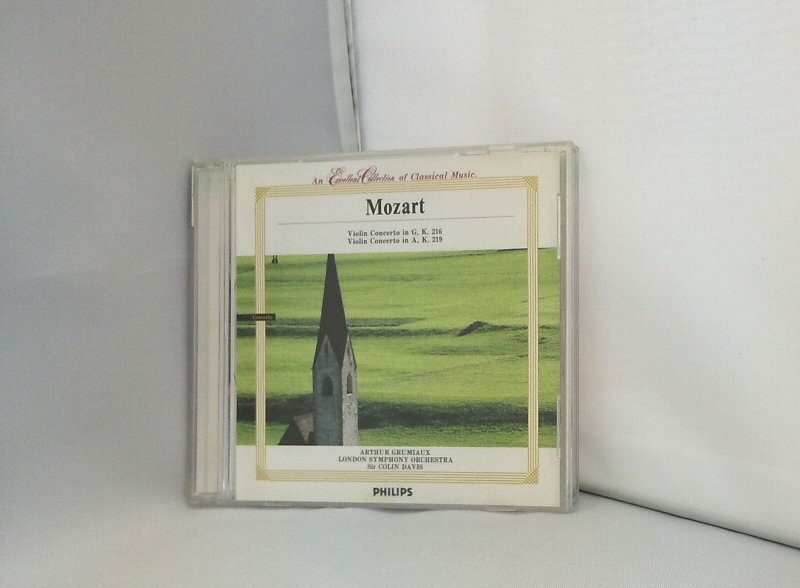 An Excellent Collection of Classical Music.
Mozart
Violin Concerto in G, K. 216
Violin Concerto in A, K. 219
Concerto
ARTHUR GRUMIAUX
LONDON SYMPHONY ORCHESTRA
Sir COLIN DAVIS
PHILIPS